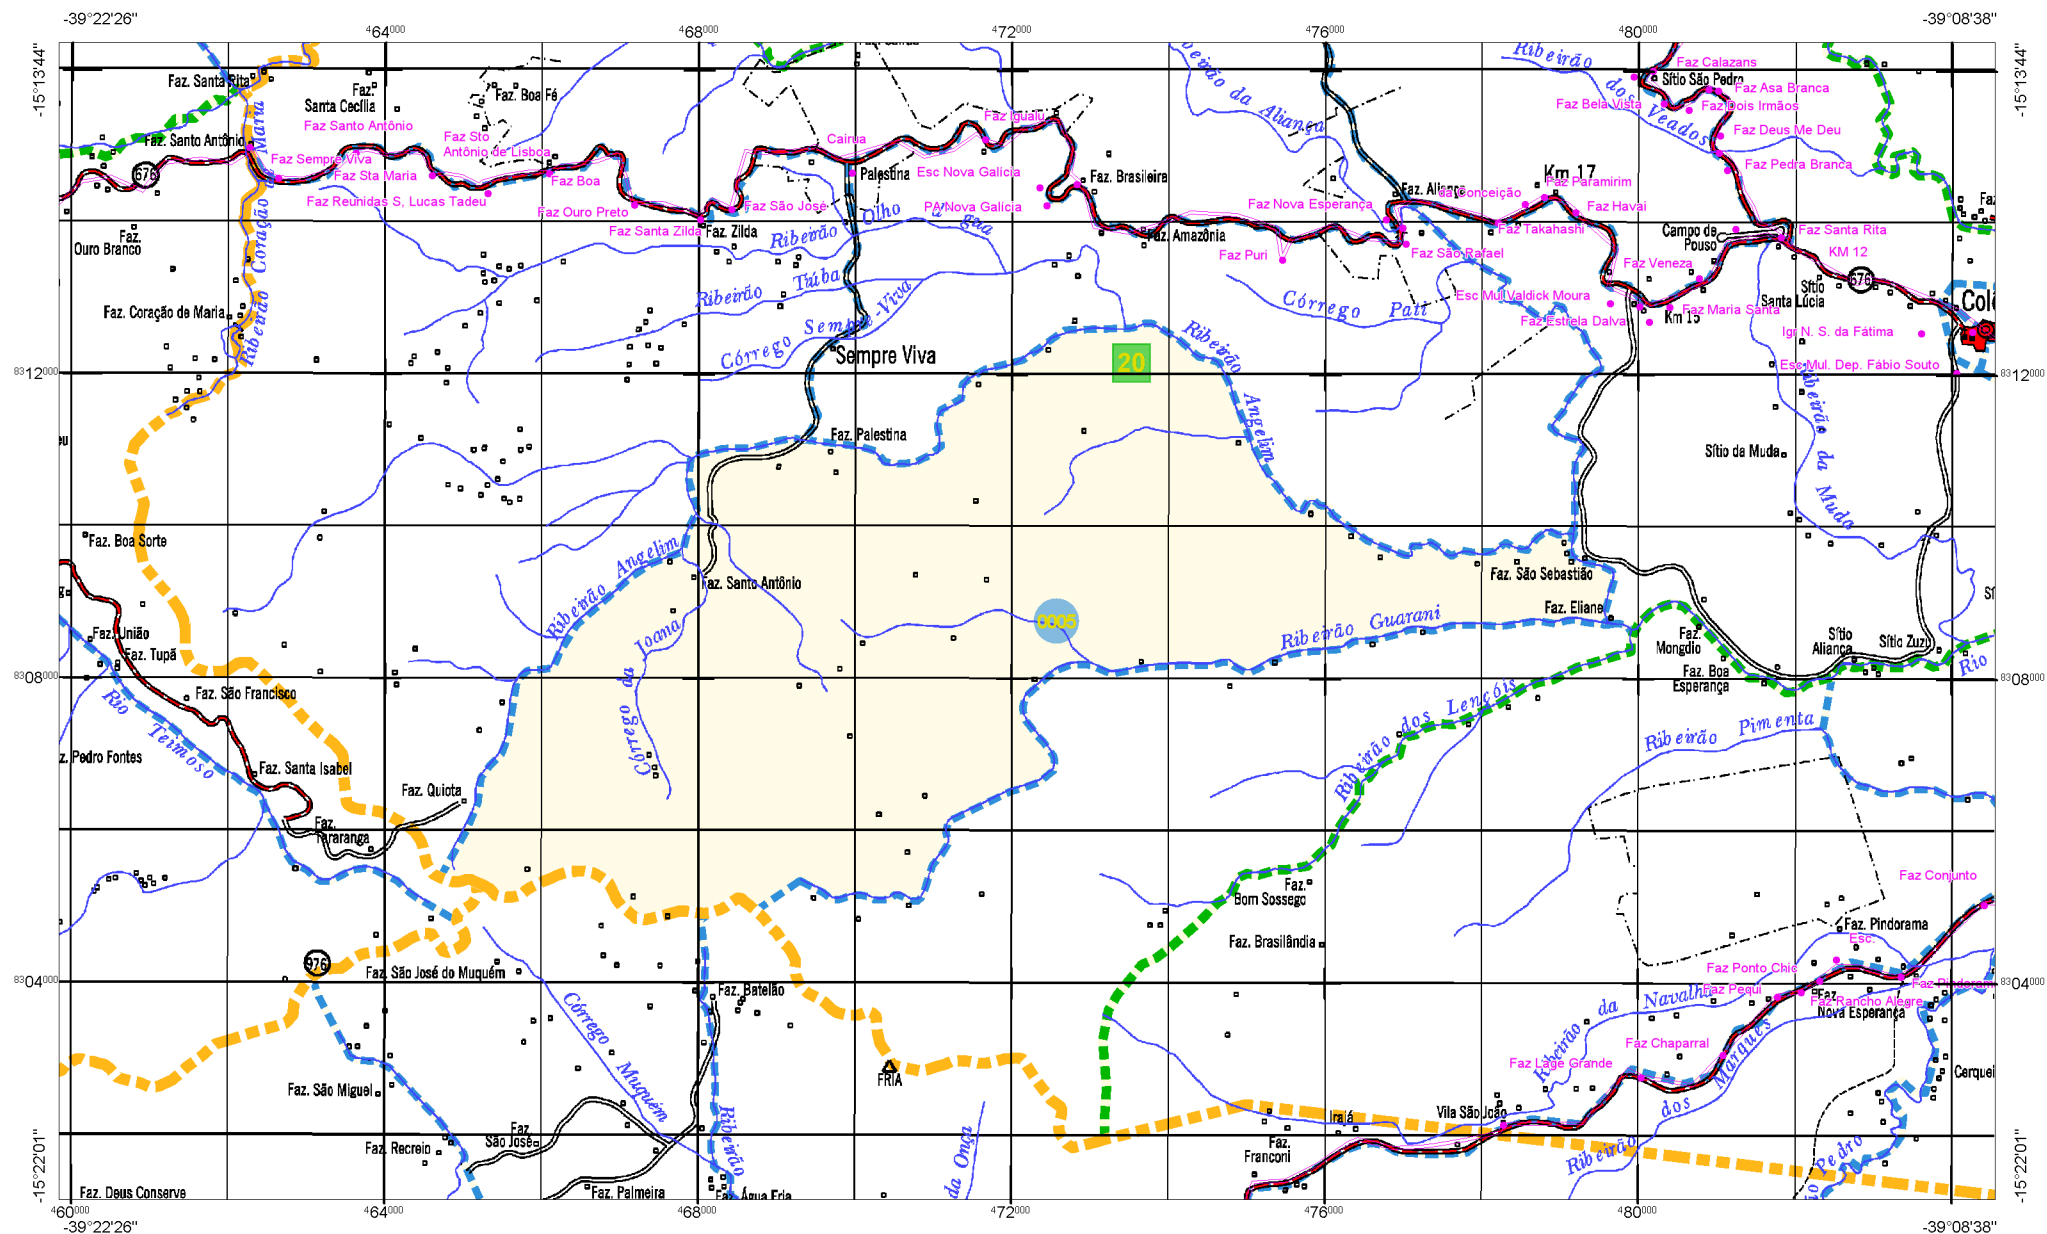 -39°22'26"
-39°08'38"
464000
468000
472000
476000
480000
-15°13'44"
-15°13'44"
Faz. Santa Rita
Faz.
Santa Cecília
Faz. Boa Fé
Faz. Santo Antônio
Faz Santo Antônio
Faz Sto
Antônio de Lisboa
Cairua
Faz Iguaiu
Ribeirão da Aliança
Ribeirão dos Veados
Faz Calazans
Sítio São Pedro
Faz Asa Branca
Faz Bela Vista
Faz Dois Irmãos
Faz Deus Me Deu
Faz Pedra Branca
676
Faz Sempre Viva
Faz Sta Maria
Faz Boa
Palestina
Esc Nova Galicia
Faz. Brasileira
Km 17
Faz Paramirim
Faz. Aliança
da Conceição
Faz Reunidas S, Lucas Tadeu
Faz Ouro Preto
Faz São José
PA Nova Galicia
Faz Nova Esperança
Faz Havai
Faz Santa Zilda
Faz. Zilda
Ribeirão Olho d'água
Faz. Amazônia
Faz Takahashi
Campo de
Pouso
Faz Santa Rita
KM 12
Faz.
Ouro Branco
Ribeirão Coração de Maria
Faz Puri
Faz São Rafael
Faz Veneza
676
Ribeirão Túba
Córrego Sempre-Viva
Córrego Pati
Esc Mul Valdick Moura
Faz Maria Santa
Sítio
Santa Lúcia
Faz. Coração de Maria
Faz Estrela Dalva
Km 15
Igr N. S. da Fátima
Sempre Viva
20
Ribeirão Angelim
Esc Mul. Dep. Fábio Souto
8312000
8312000
Faz. Palestina
Sítio da Muda
Ribeirão da Muda
Faz. Boa Sorte
Ribeirão Angelim
Faz. Santo Antônio
Faz. São Sebastião
Faz. Eliane
0005
Ribeirão Guarani
Faz. União
Faz. Tupã
Córrego da Joana
Faz.
Mongdio
Sítio
Aliança
Sítio Zuzu
Faz. Boa
Esperança
Rio
8308000
8308000
Faz. São Francisco
Rio Teimoso
Ribeirão dos Lençóis
Ribeirão Pimenta
z. Pedro Fontes
Faz. Santa Isabel
Faz. Quiota
Faz.
Tararanga
Faz.
Bom Sossego
Faz Conjunto
Faz. Brasilândia
Faz. Pindorama
Esc.
976
Faz. São José do Muquém
Faz Ponto Chic
8304000
8304000
Faz. Batelão
Faz Pequi
Faz Rancho Alegre
Faz.
Nova Esperança
Ribeirão da Navalha
Córrego Muquém
Faz Chaparral
Faz Lage Grande
Ribeirão dos Marques
FRIA
Cerquei
Faz. São Miguel
Vila São João
Irajá
Faz.
São José
Faz. Recreio
Ribeirão
Faz.
Franconi
da Onça
Pedro
Faz. Deus Conserve
Faz. Palmeira
Faz. Água Fria
-15°22'01"
-15°22'01"
460000
464000
468000
472000
476000
480000
-39°22'26"
-39°08'38"